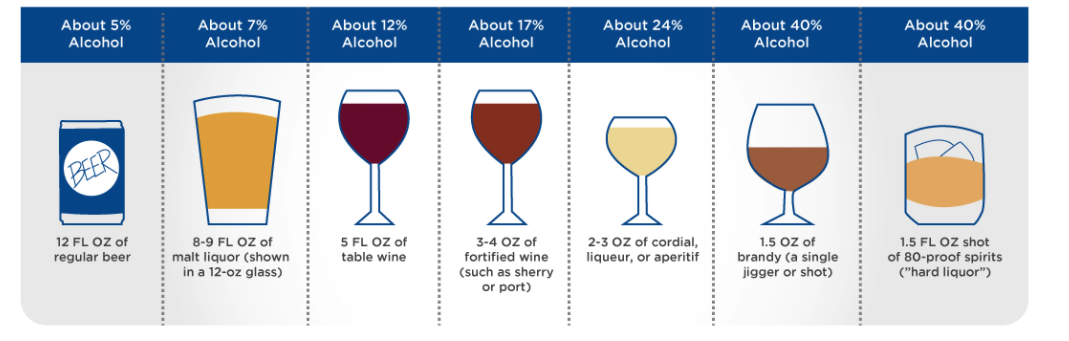 About 5%
Alcohol
About 7%
Alcohol
About 12%
Alcohol
About 17%
Alcohol
About 24%
Alcohol
About 40%
Alcohol
About 40%
Alcohol
BEER
12 FL OZ of
regular beer
8-9 FL OZ of
malt liquor (shown
in a 12-oz glass)
5 FL OZ of
table wine
3-4 OZ of
fortified wine
(such as sherry
or port)
2-3 OZ of cordial,
liqueur, or aperitif
1.5 OZ of
brandy (a single
jigger or shot)
1.5 FL OZ shot
of 80-proof spirits
(”hard liquor”)